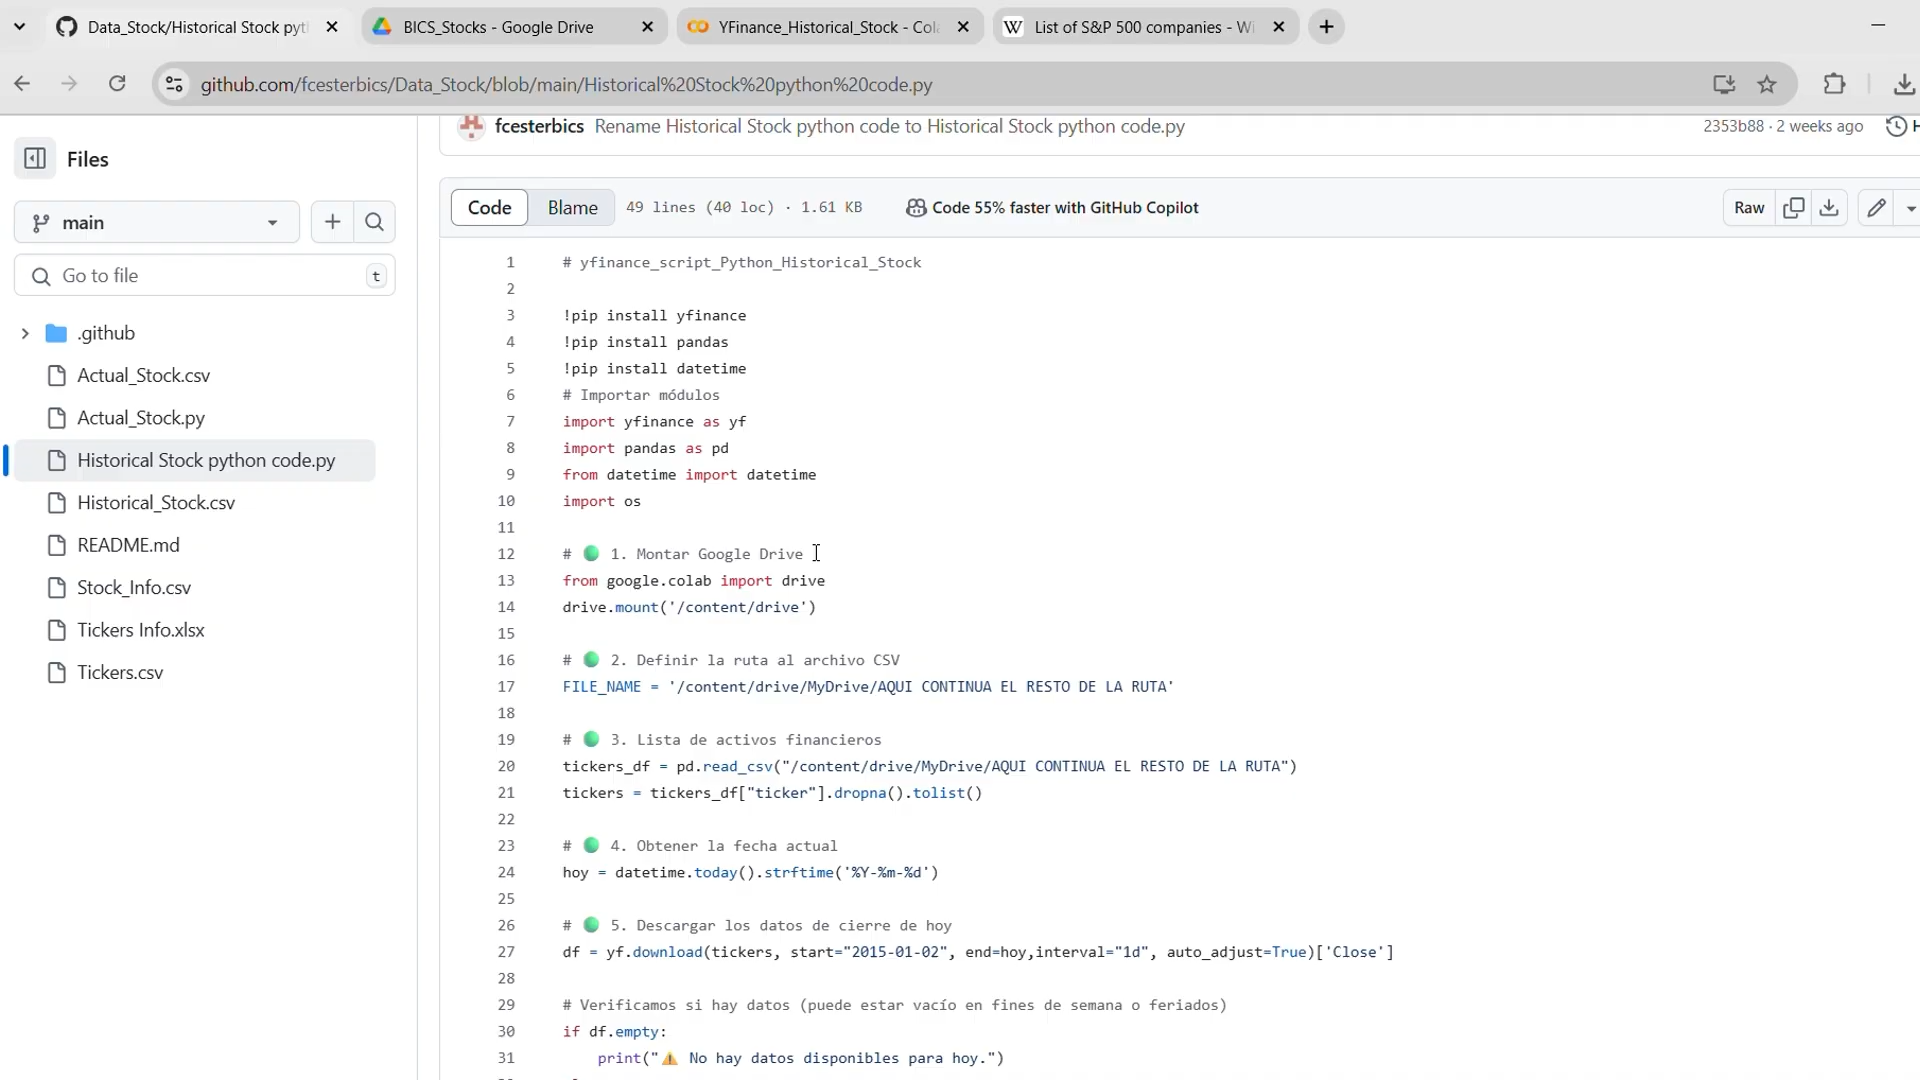 Data_Stock/Historical Stock pyth
BICS_Stocks - Google Drive
YFinance_Historical_Stock - Cola
List of S&P 500 companies - Wi
github.com/fcesterbics/Data_Stock/blob/main/Historical%20Stock%20python%20code.py
fcesterbics Rename Historical Stock python code to Historical Stock python code.py
2353b88 · 2 weeks ago
H
Files
main
Go to file
t
.github
Actual_Stock.csv
Actual_Stock.py
Historical Stock python code.py
Historical_Stock.csv
README.md
Stock_Info.csv
Tickers Info.xlsx
Tickers.csv
Code Blame 49 lines (40 loc) · 1.61 KB Code 55% faster with GitHub Copilot Raw
1 # yfinance_script_Python_Historical_Stock
2
3 !pip install yfinance
4 !pip install pandas
5 !pip install datetime
6 # Importar módulos
7 import yfinance as yf
8 import pandas as pd
9 from datetime import datetime
10 import os
11
12 # 🟢 1. Montar Google Drive
13 from google.colab import drive
14 drive.mount('/content/drive')
15
16 # 🟢 2. Definir la ruta al archivo CSV
17 FILE_NAME = '/content/drive/MyDrive/AQUI CONTINUA EL RESTO DE LA RUTA'
18
19 # 🟢 3. Lista de activos financieros
20 tickers_df = pd.read_csv("/content/drive/MyDrive/AQUI CONTINUA EL RESTO DE LA RUTA")
21 tickers = tickers_df["ticker"].dropna().tolist()
22
23 # 🟢 4. Obtener la fecha actual
24 hoy = datetime.today().strftime('%Y-%m-%d')
25
26 # 🟢 5. Descargar los datos de cierre de hoy
27 df = yf.download(tickers, start="2015-01-02", end=hoy,interval="1d", auto_adjust=True)['Close']
28
29 # Verificamos si hay datos (puede estar vacío en fines de semana o feriados)
30 if df.empty:
31 print("⚠️ No hay datos disponibles para hoy.")